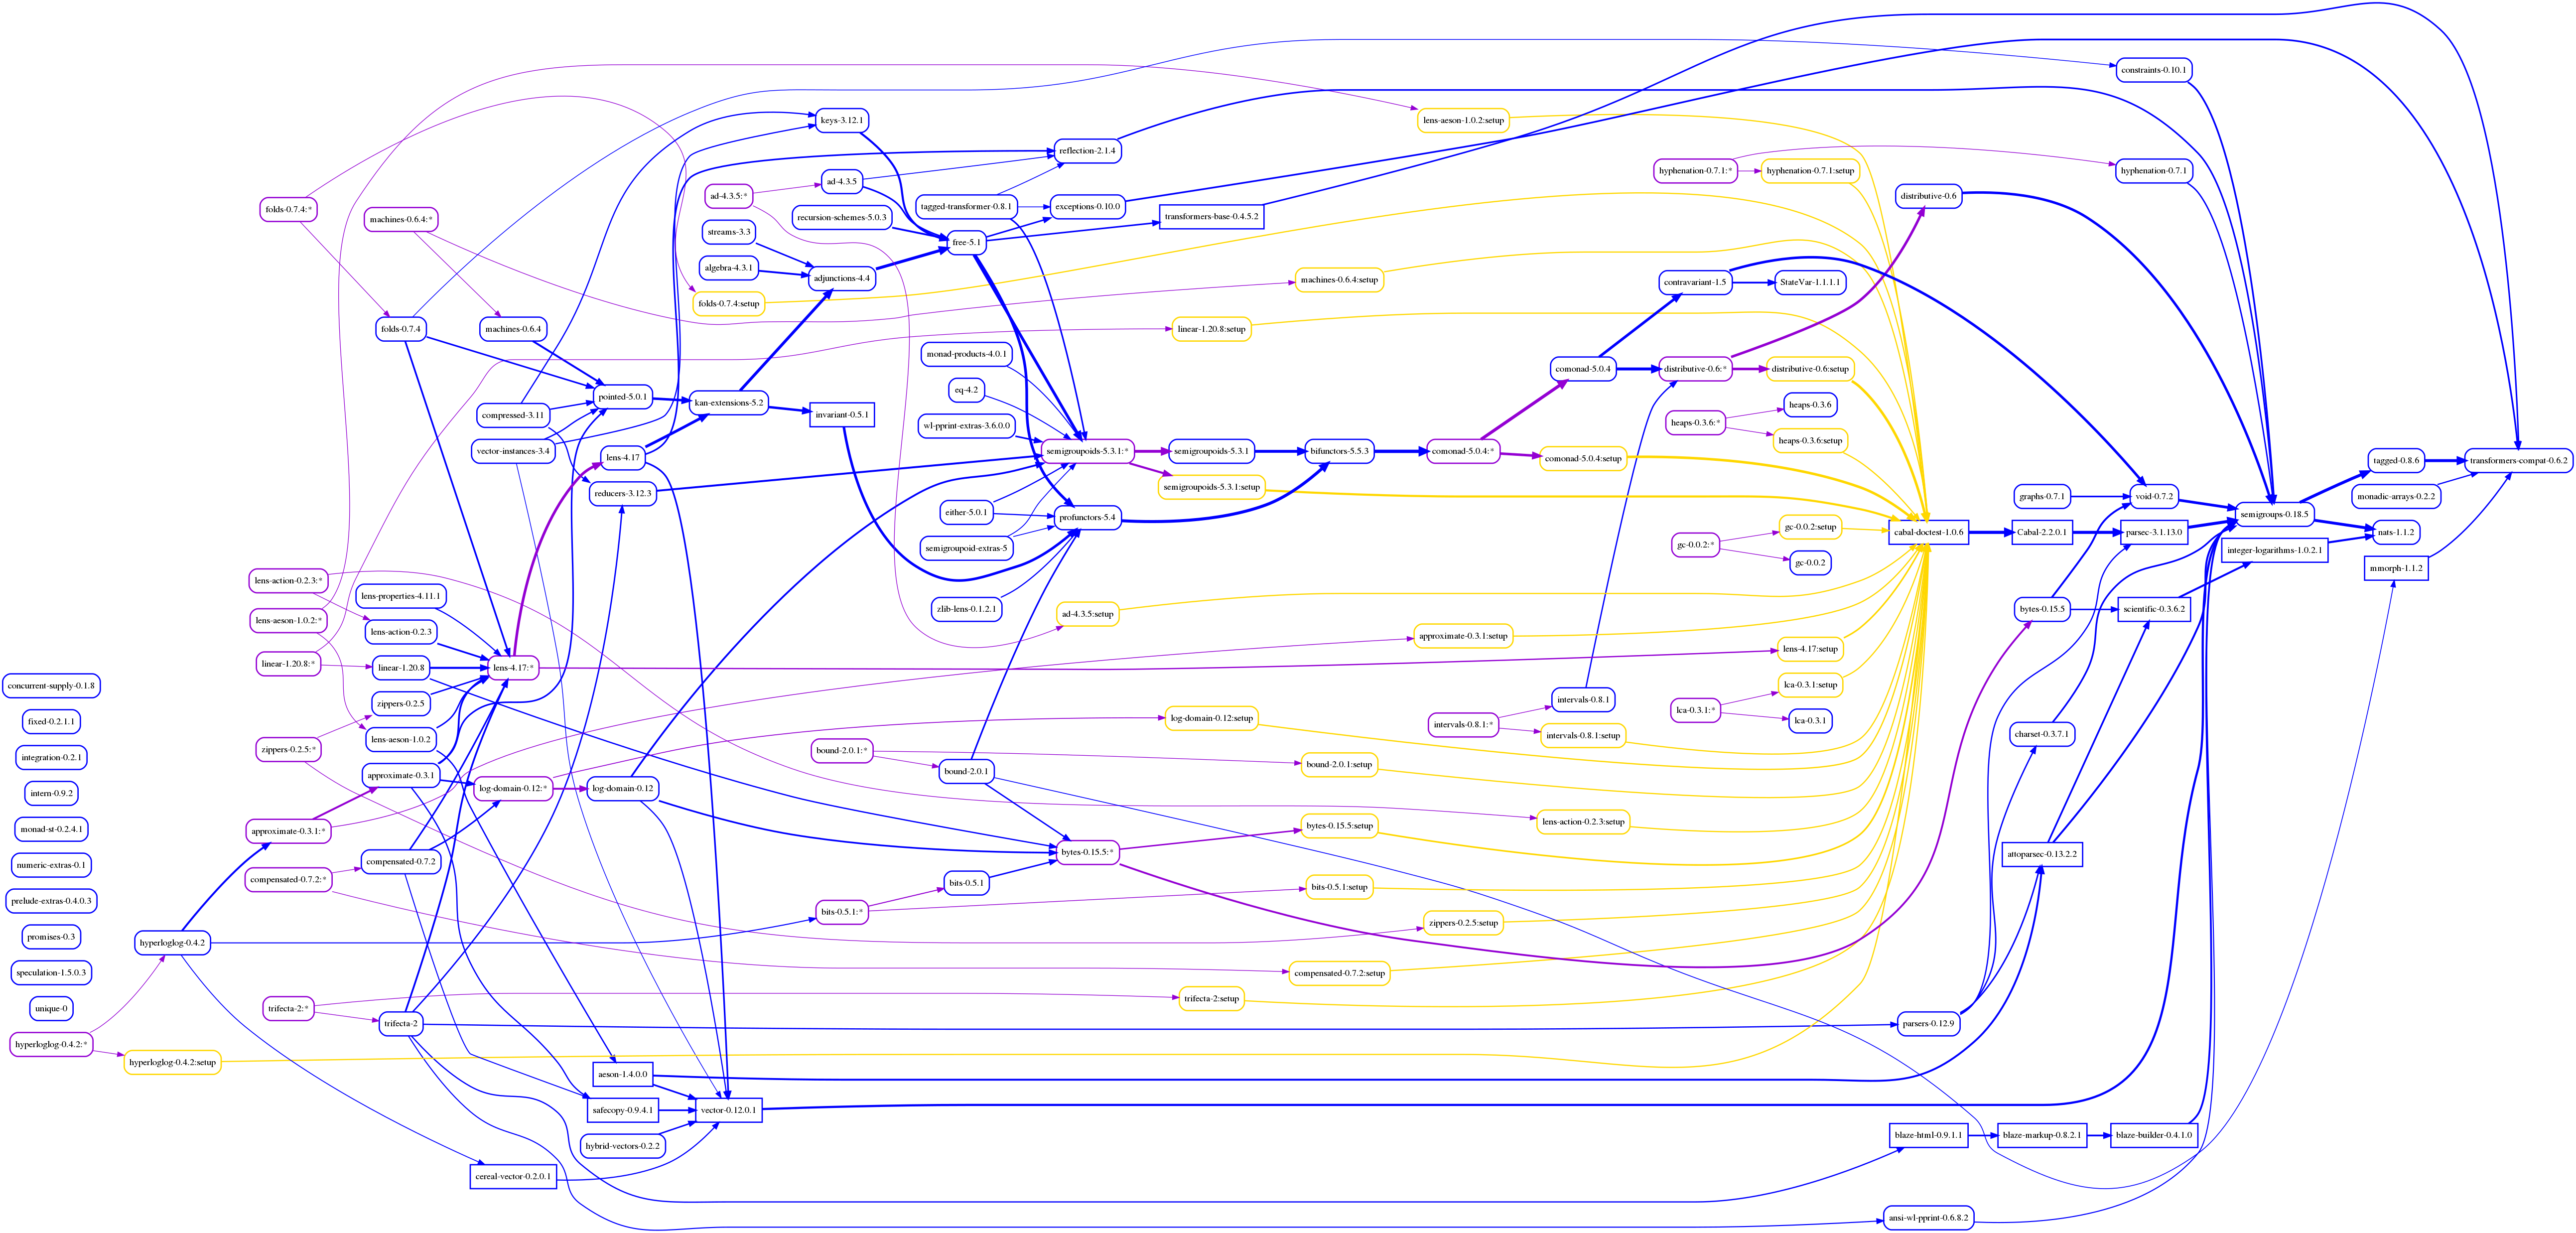 concurrent-supply-0.1.8
fixed-0.2.1.1
integration-0.2.1
intern-0.9.2
monad-st-0.2.4.1
numeric-extras-0.1
prelude-extras-0.4.0.3
promises-0.3
speculation-1.5.0.3
unique-0
hyperloglog-0.4.2:*
hyperloglog-0.4.2
hyperloglog-0.4.2:setup
folds-0.7.4:*
lens-action-0.2.3:*
lens-aeson-1.0.2:*
linear-1.20.8:*
zippers-0.2.5:*
approximate-0.3.1:*
compensated-0.7.2:*
trifecta-2:*
machines-0.6.4:*
folds-0.7.4
lens-properties-4.11.1
lens-action-0.2.3
linear-1.20.8
zippers-0.2.5
lens-aeson-1.0.2
approximate-0.3.1
compensated-0.7.2
trifecta-2
machines-0.6.4
compressed-3.11
vector-instances-3.4
lens-4.17:*
log-domain-0.12:*
cereal-vector-0.2.0.1
pointed-5.0.1
lens-4.17
reducers-3.12.3
log-domain-0.12
aeson-1.4.0.0
safecopy-0.9.4.1
hybrid-vectors-0.2.2
ad-4.3.5:*
streams-3.3
algebra-4.3.1
folds-0.7.4:setup
kan-extensions-5.2
vector-0.12.0.1
keys-3.12.1
ad-4.3.5
recursion-schemes-5.0.3
adjunctions-4.4
invariant-0.5.1
bound-2.0.1:*
bits-0.5.1:*
tagged-transformer-0.8.1
free-5.1
monad-products-4.0.1
eq-4.2
wl-pprint-extras-3.6.0.0
either-5.0.1
semigroupoid-extras-5
zlib-lens-0.1.2.1
bound-2.0.1
bits-0.5.1
reflection-2.1.4
exceptions-0.10.0
semigroupoids-5.3.1:*
profunctors-5.4
ad-4.3.5:setup
bytes-0.15.5:*
transformers-base-0.4.5.2
linear-1.20.8:setup
semigroupoids-5.3.1
semigroupoids-5.3.1:setup
log-domain-0.12:setup
trifecta-2:setup
machines-0.6.4:setup
bifunctors-5.5.3
bound-2.0.1:setup
bytes-0.15.5:setup
bits-0.5.1:setup
compensated-0.7.2:setup
lens-aeson-1.0.2:setup
comonad-5.0.4:*
approximate-0.3.1:setup
intervals-0.8.1:*
zippers-0.2.5:setup
comonad-5.0.4
comonad-5.0.4:setup
intervals-0.8.1
intervals-0.8.1:setup
lens-action-0.2.3:setup
hyphenation-0.7.1:*
contravariant-1.5
distributive-0.6:*
heaps-0.3.6:*
gc-0.0.2:*
lca-0.3.1:*
hyphenation-0.7.1:setup
StateVar-1.1.1.1
distributive-0.6:setup
heaps-0.3.6
heaps-0.3.6:setup
gc-0.0.2:setup
gc-0.0.2
lens-4.17:setup
lca-0.3.1:setup
lca-0.3.1
distributive-0.6
cabal-doctest-1.0.6
parsers-0.12.9
blaze-html-0.9.1.1
ansi-wl-pprint-0.6.8.2
graphs-0.7.1
Cabal-2.2.0.1
bytes-0.15.5
charset-0.3.7.1
attoparsec-0.13.2.2
blaze-markup-0.8.2.1
constraints-0.10.1
hyphenation-0.7.1
void-0.7.2
parsec-3.1.13.0
scientific-0.3.6.2
blaze-builder-0.4.1.0
semigroups-0.18.5
integer-logarithms-1.0.2.1
tagged-0.8.6
monadic-arrays-0.2.2
nats-1.1.2
mmorph-1.1.2
transformers-compat-0.6.2